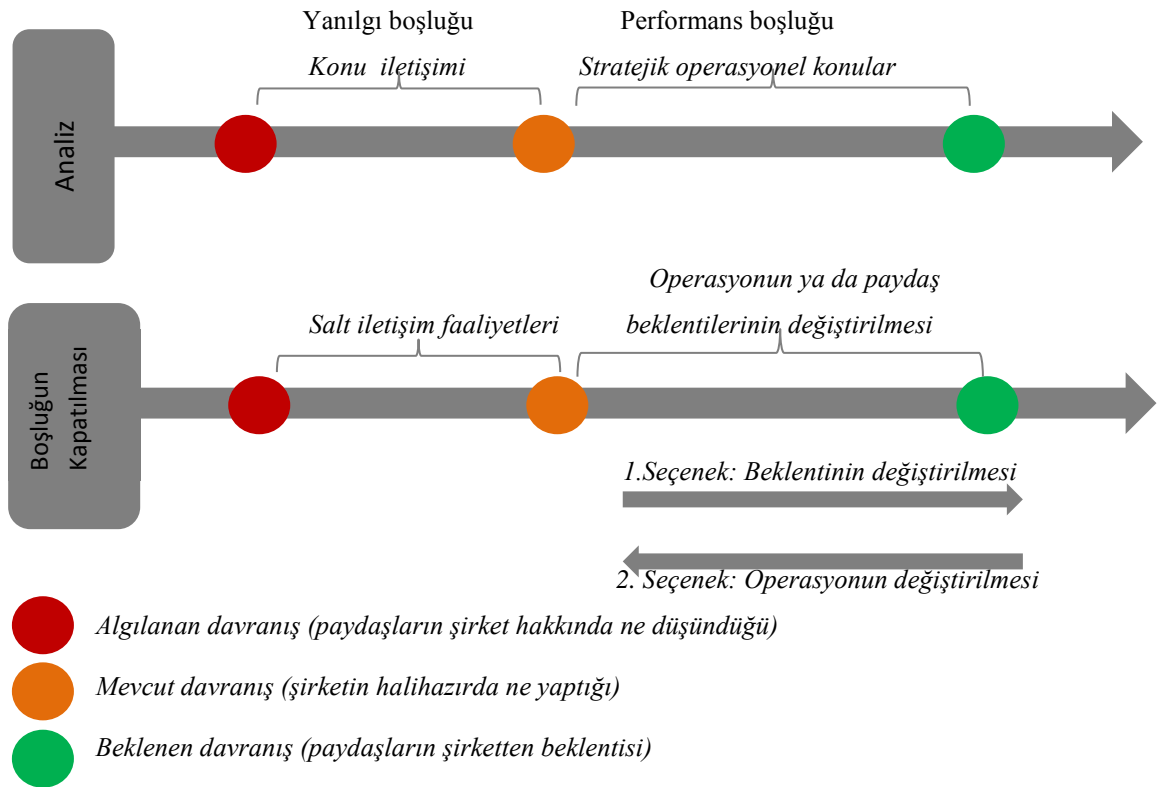 Yanılgı boşluğu
Performans boşluğu
Konu iletişimi
Stratejik operasyonel konular
Analiz
Operasyonun ya da paydaş
Salt iletişim faaliyetleri
beklentilerinin değiştirilmesi
Boşluğun
Kapatılması
1.Seçenek: Beklentinin değiştirilmesi
2. Seçenek: Operasyonun değiştirilmesi
Algılanan davranış (paydaşların şirket hakkında ne düşündüğü)
Mevcut davranış (şirketin halihazırda ne yaptığı)
Beklenen davranış (paydaşların şirketten beklentisi)